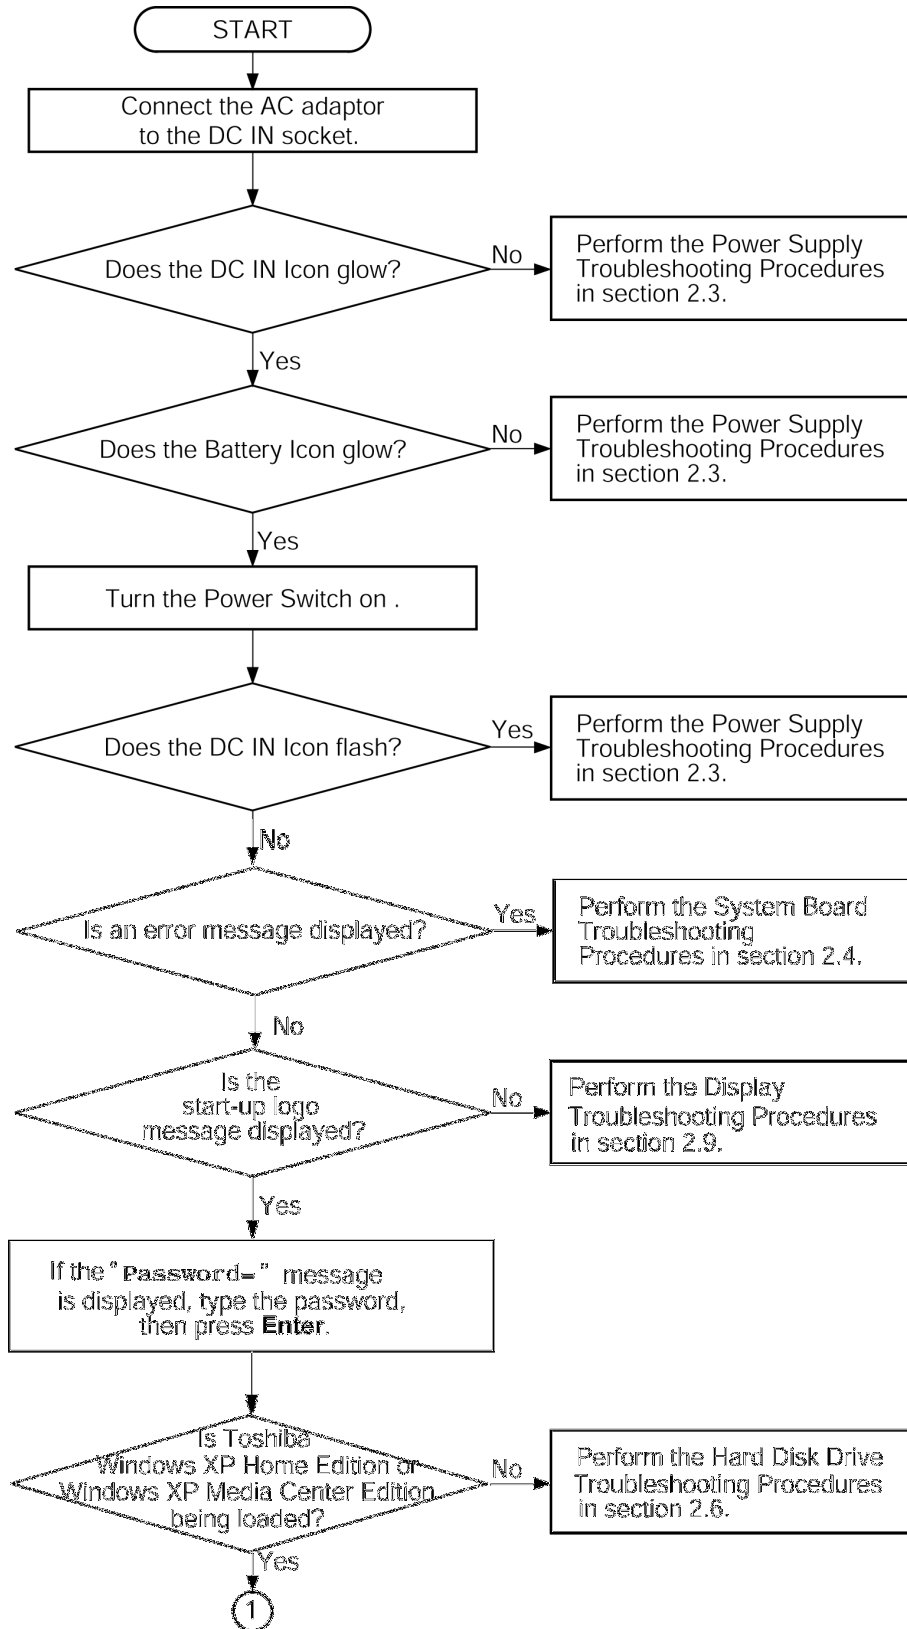 START
Connect the AC adaptor
to the DC IN socket.
Does the DC IN Icon glow?
No
Perform the Power Supply
Troubleshooting Procedures
in section 2.3.
Yes
Does the Battery Icon glow?
No
Perform the Power Supply
Troubleshooting Procedures
in section 2.3.
Yes
Turn the Power Switch on .
Does the DC IN Icon flash?
Yes
Perform the Power Supply
Troubleshooting Procedures
in section 2.3.
No
Is an error message displayed?
Yes
Perform the System Board
Troubleshooting
Procedures in section 2.4.
No
Is the
start-up logo
message displayed?
No
Perform the Display
Troubleshooting Procedures
in section 2.9.
Yes
If the "Password=" message
is displayed, type the password,
then press Enter.
Is Toshiba
Windows XP Home Edition or
Windows XP Media Center Edition
being loaded?
No
Perform the Hard Disk Drive
Troubleshooting Procedures
in section 2.6.
Yes
1